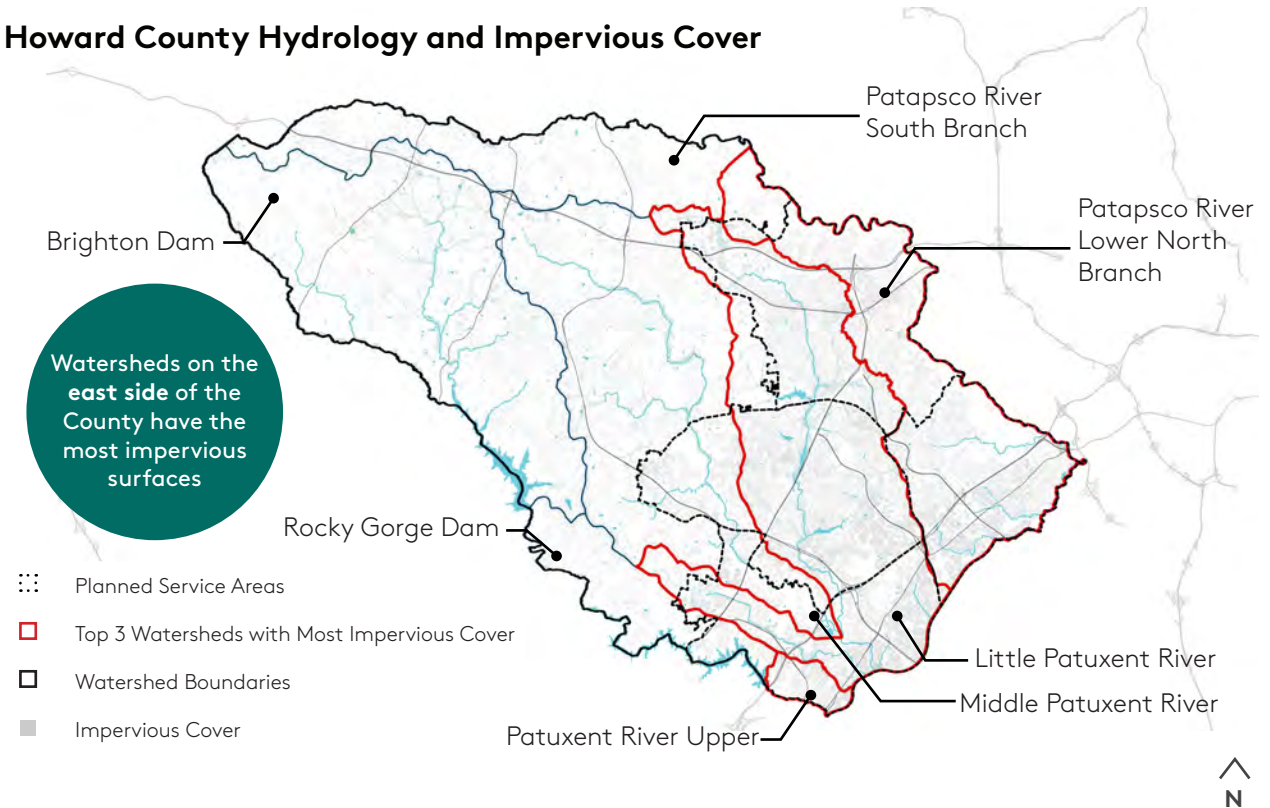 Howard County Hydrology and Impervious Cover
Patapsco River
South Branch
Patapsco River
Lower North
Branch
Brighton Dam
Watersheds on the
east side of the
County have the
most impervious
surfaces
Rocky Gorge Dam
Planned Service Areas
Top 3 Watersheds with Most Impervious Cover
Watershed Boundaries
Impervious Cover
Little Patuxent River
Middle Patuxent River
Patuxent River Upper
N